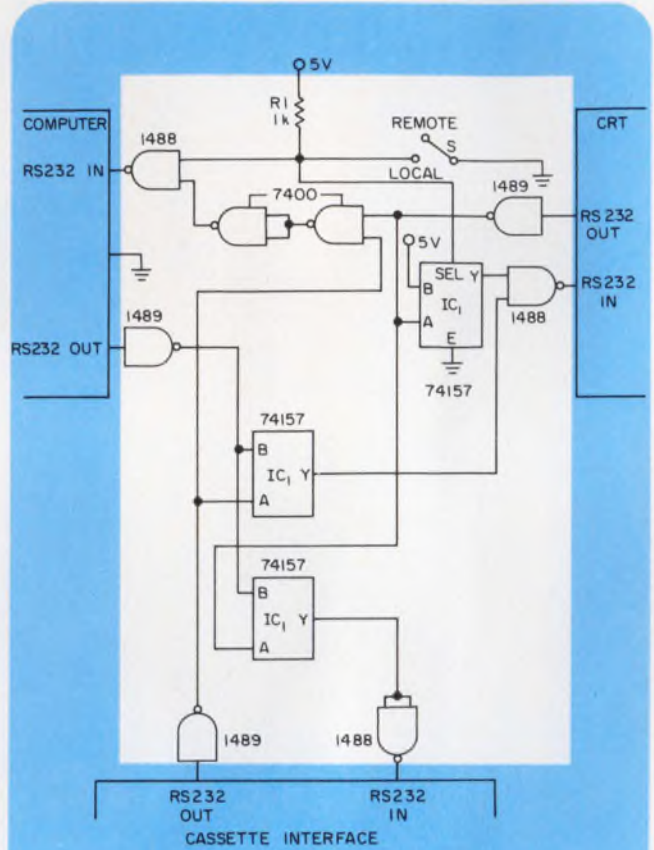 5V
R1
1k
COMPUTER
1488
REMOTE
S
CRT
RS232 IN
LOCAL
7400
1489
RS 232
OUT
5V
SEL Y
B
IC1
A
E
RS232
IN
1488
74157
1489
RS232 OUT
74157
B
IC1 Y
A
74157
B
IC1 Y
A
1489
1488
RS232
OUT
RS232
IN
CASSETTE INTERFACE